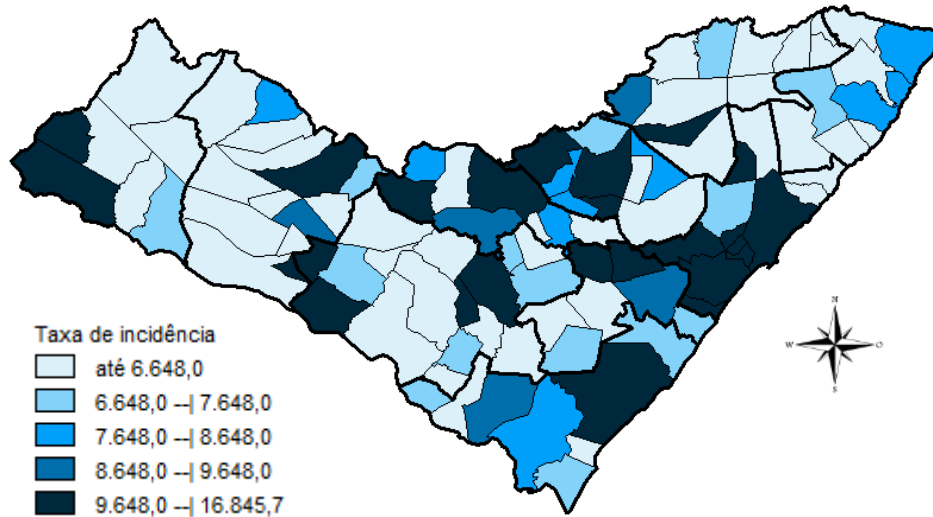 N
W
O
S
Taxa de incidência
até 6.648,0
6.648,0 --| 7.648,0
7.648,0 --| 8.648,0
8.648,0 --| 9.648,0
9.648,0 --| 16.845,7